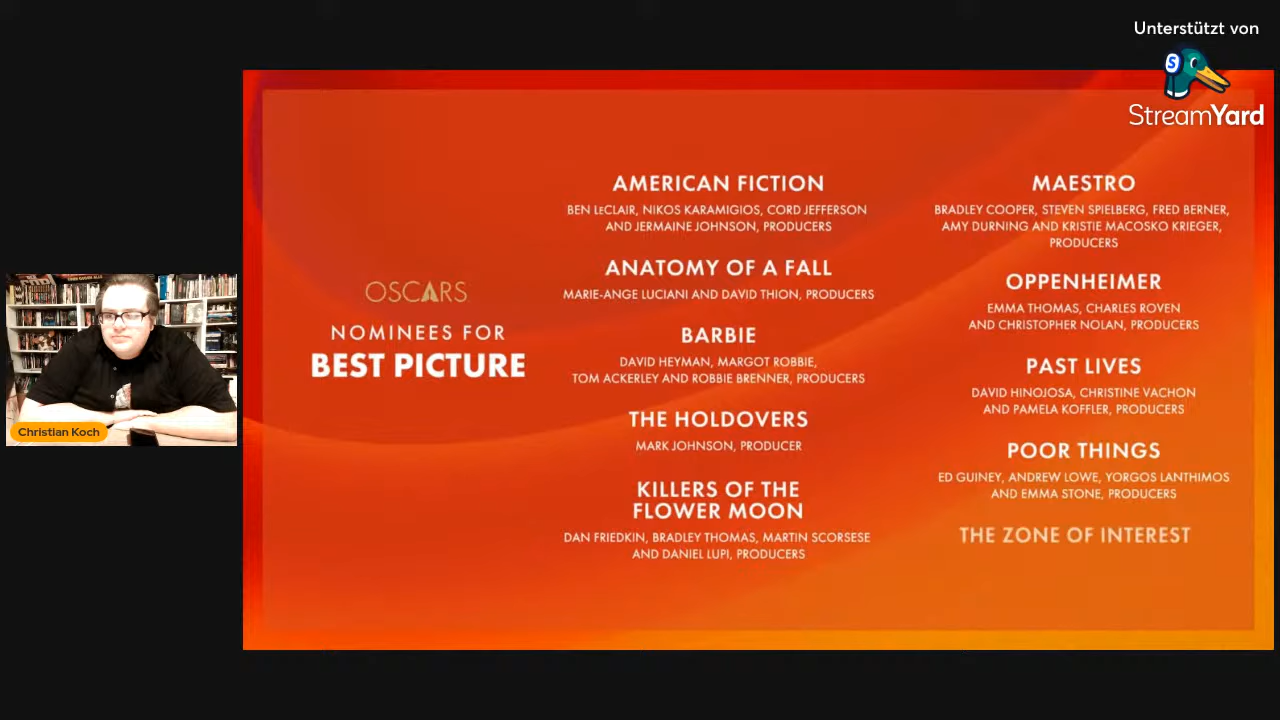 Unterstützt von
StreamYard
OSCARS
NOMINEES FOR
BEST PICTURE
AMERICAN FICTION
BEN LeCLAIR, NIKOS KARAMIGIOS, CORD JEFFERSON
AND JERMAINE JOHNSON, PRODUCERS
ANATOMY OF A FALL
MARIE-ANGE LUCIANI AND DAVID THION, PRODUCERS
BARBIE
DAVID HEYMAN, MARGOT ROBBIE,
TOM ACKERLEY AND ROBBIE BRENNER, PRODUCERS
THE HOLDOVERS
MARK JOHNSON, PRODUCER
KILLERS OF THE
FLOWER MOON
DAN FRIEDKIN, BRADLEY THOMAS, MARTIN SCORSESE
AND DANIEL LUPI, PRODUCERS
MAESTRO
BRADLEY COOPER, STEVEN SPIELBERG, FRED BERNER,
AMY DURNING AND KRISTIE MACOSKO KRIEGER,
PRODUCERS
OPPENHEIMER
EMMA THOMAS, CHARLES ROVEN
AND CHRISTOPHER NOLAN, PRODUCERS
PAST LIVES
DAVID HINOJOSA, CHRISTINE VACHON
AND PAMELA KOFFLER, PRODUCERS
POOR THINGS
ED GUINEY, ANDREW LOWE, YORGOS LANTHIMOS
AND EMMA STONE, PRODUCERS
THE ZONE OF INTEREST
Christian Koch